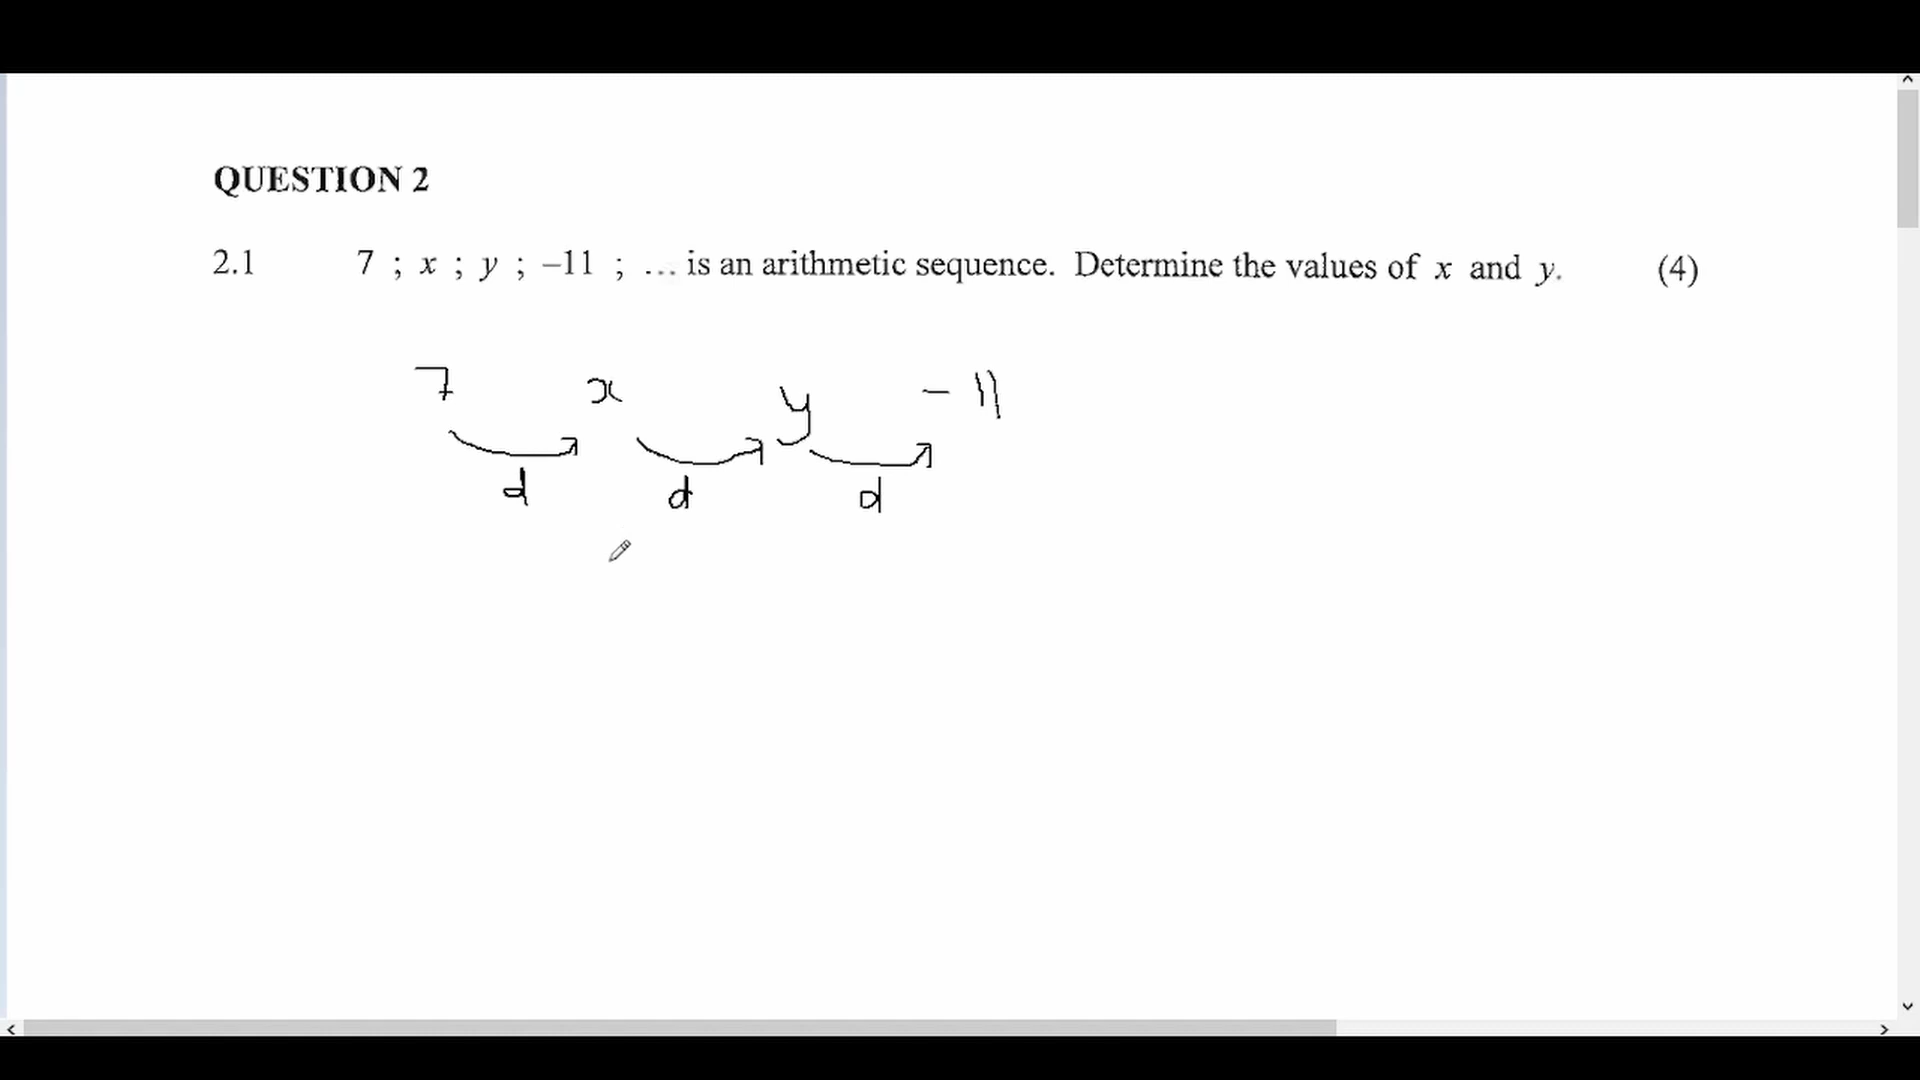 QUESTION 2
2.1 7 ; x ; y ; –11 ; ... is an arithmetic sequence. Determine the values of x and y. (4)
7 x y - 11
d d d